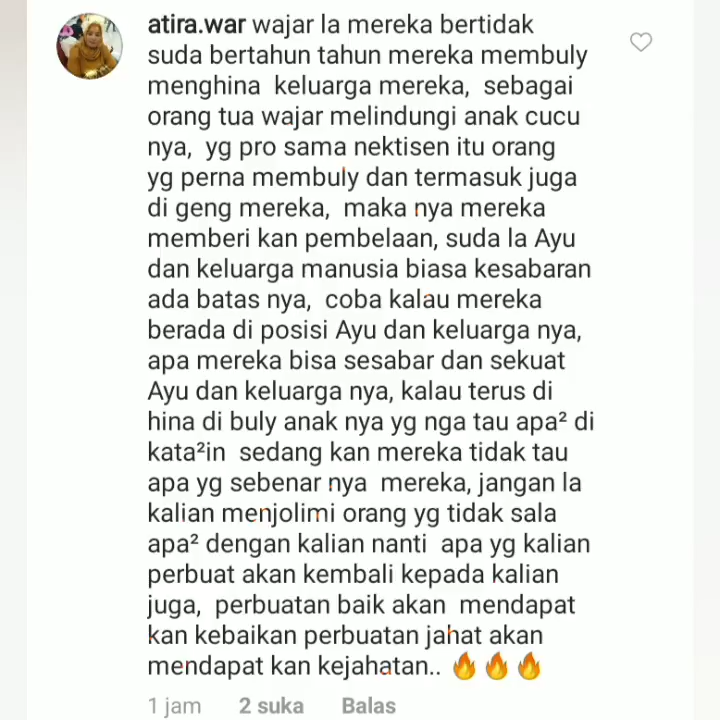 atira.war wajar la mereka bertidak
suda bertahun tahun mereka membuly
menghina keluarga mereka, sebagai
orang tua wajar melindungi anak cucu
nya, yg pro sama nektisen itu orang
yg perna membuly dan termasuk juga
di geng mereka, maka nya mereka
memberi kan pembelaan, suda la Ayu
dan keluarga manusia biasa kesabaran
ada batas nya, coba kalau mereka
berada di posisi Ayu dan keluarga nya,
apa mereka bisa sesabar dan sekuat
Ayu dan keluarga nya, kalau terus di
hina di buly anak nya yg nga tau apa² di
kata²in sedang kan mereka tidak tau
apa yg sebenar nya mereka, jangan la
kalian menjolimi orang yg tidak sala
apa² dengan kalian nanti apa yg kalian
perbuat akan kembali kepada kalian
juga, perbuatan baik akan mendapat
kan kebaikan perbuatan jahat akan
mendapat kan kejahatan.. 🔥🔥🔥
1 jam 2 suka Balas